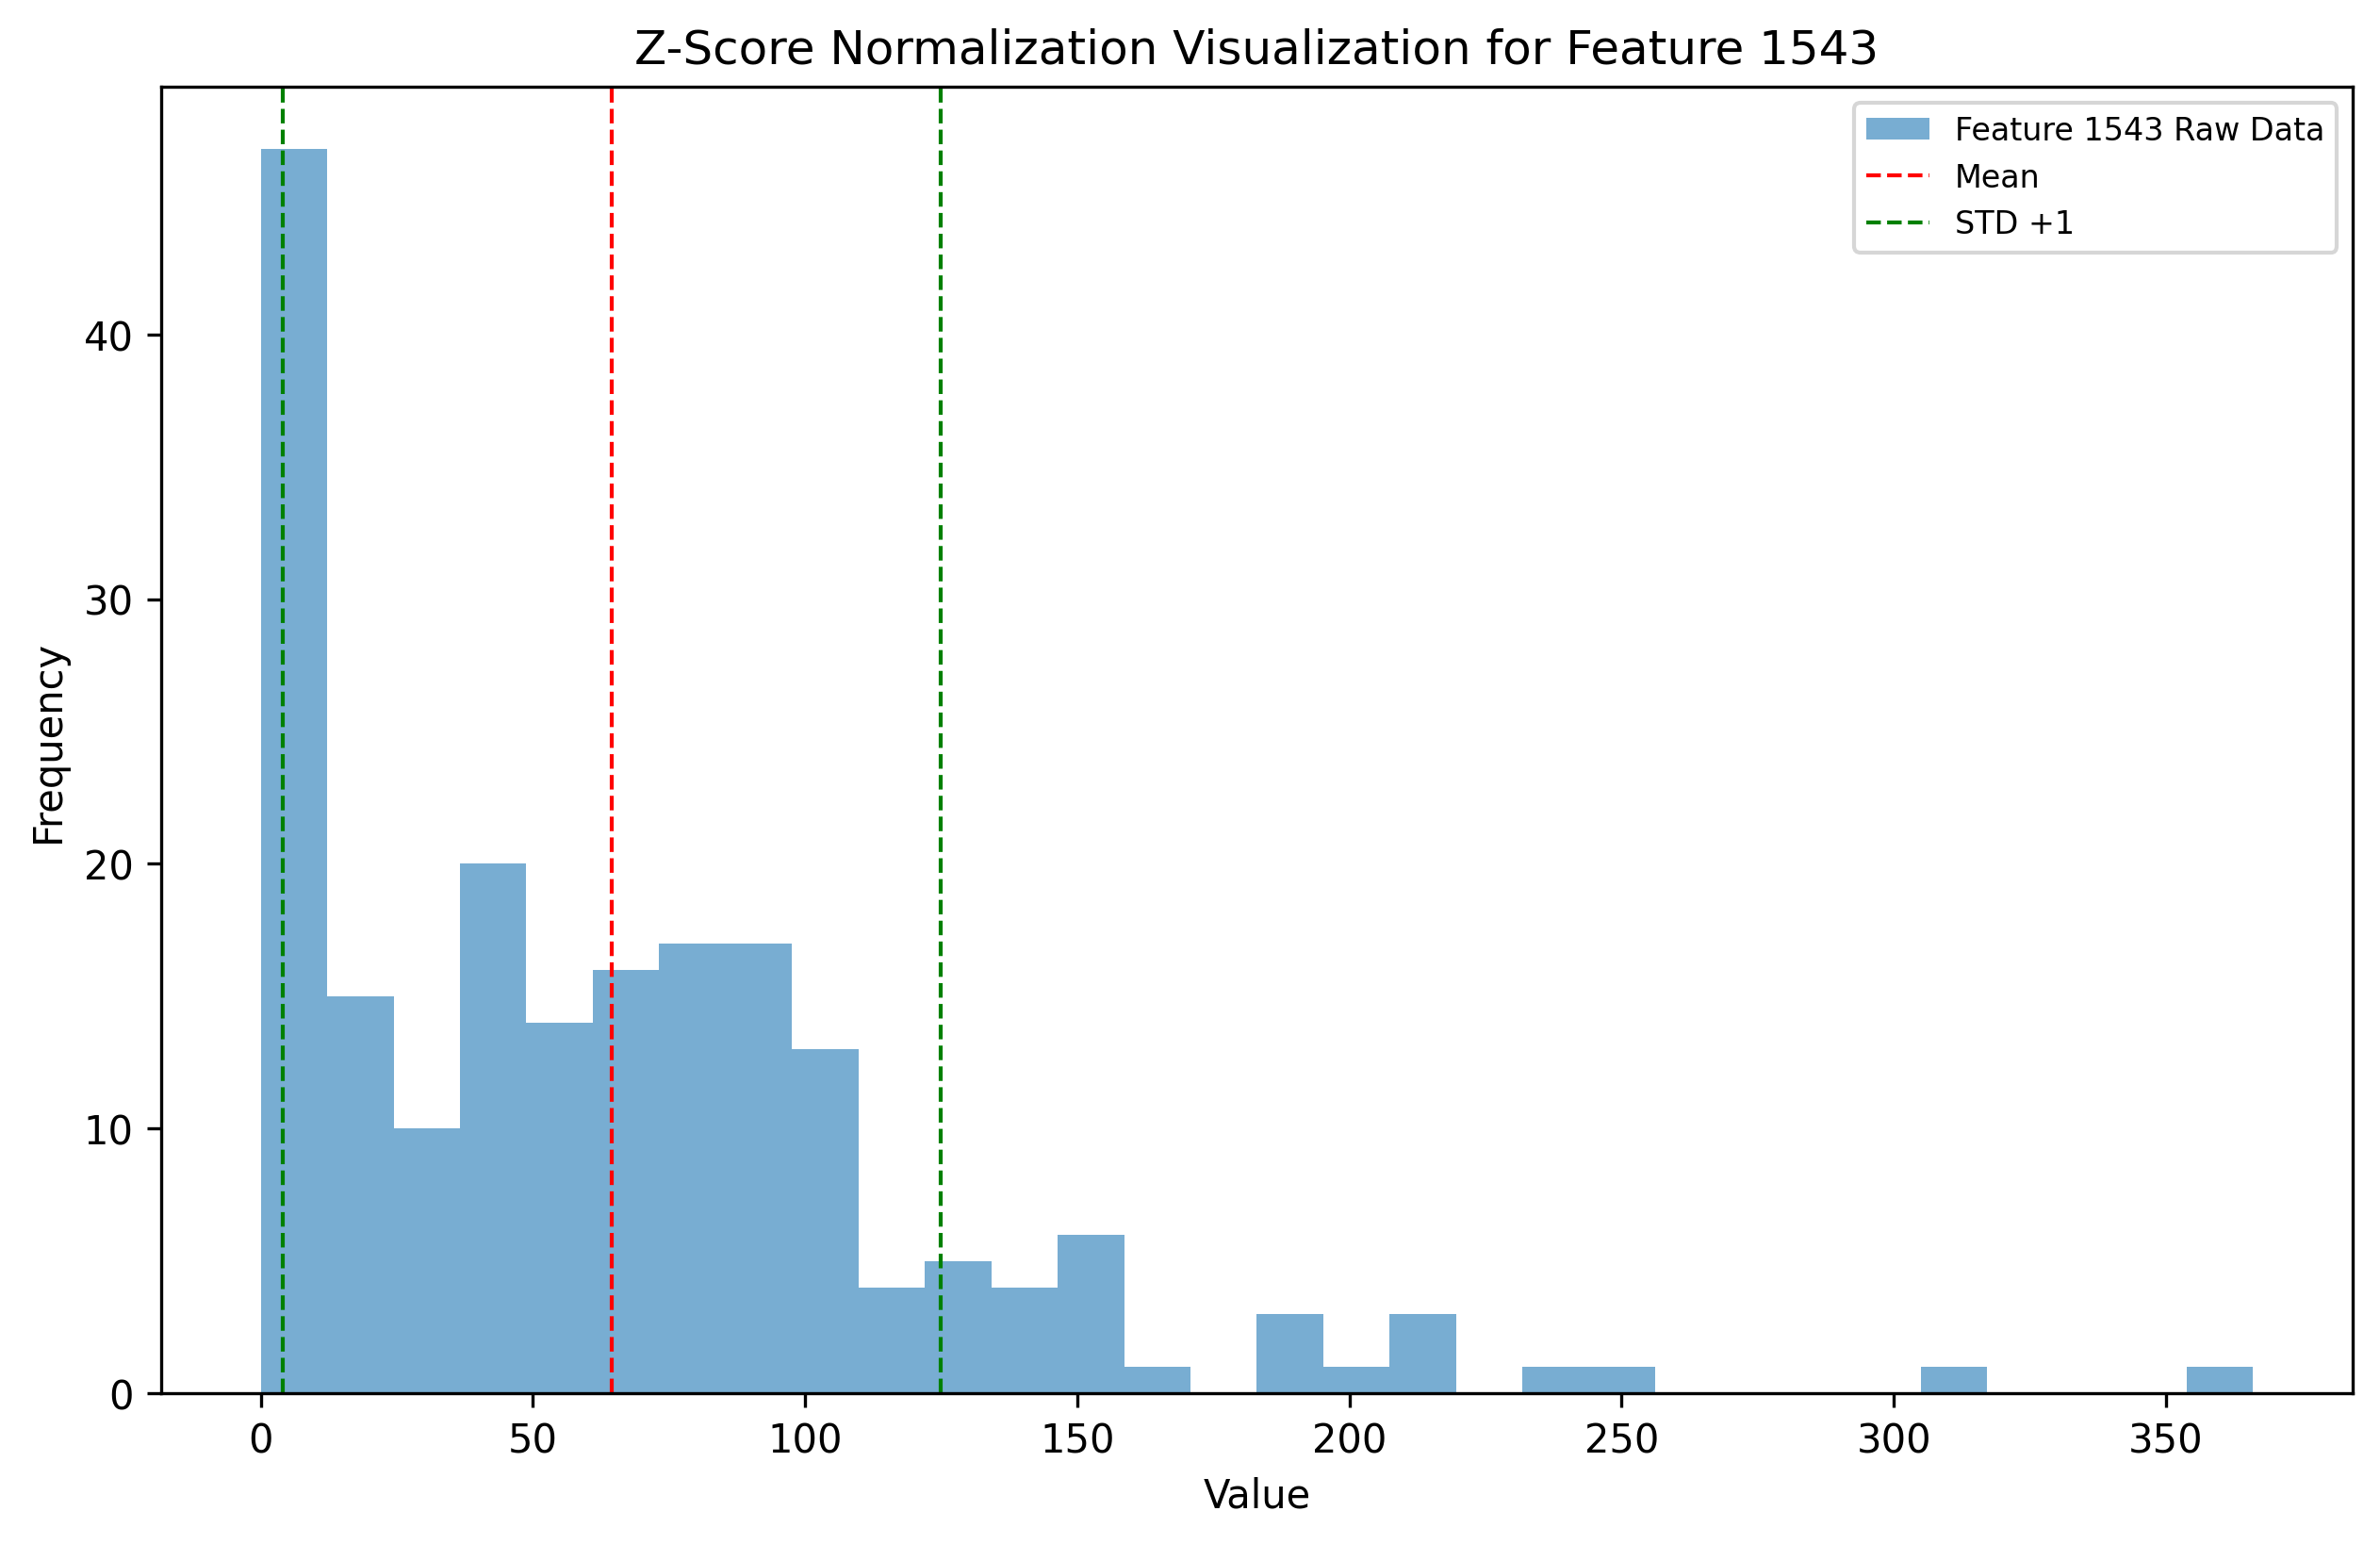 Z-Score Normalization Visualization for Feature 1543
Feature 1543 Raw Data
Mean
STD +1
Frequency
40
30
20
10
0
0 50 100 150 200 250 300 350
Value